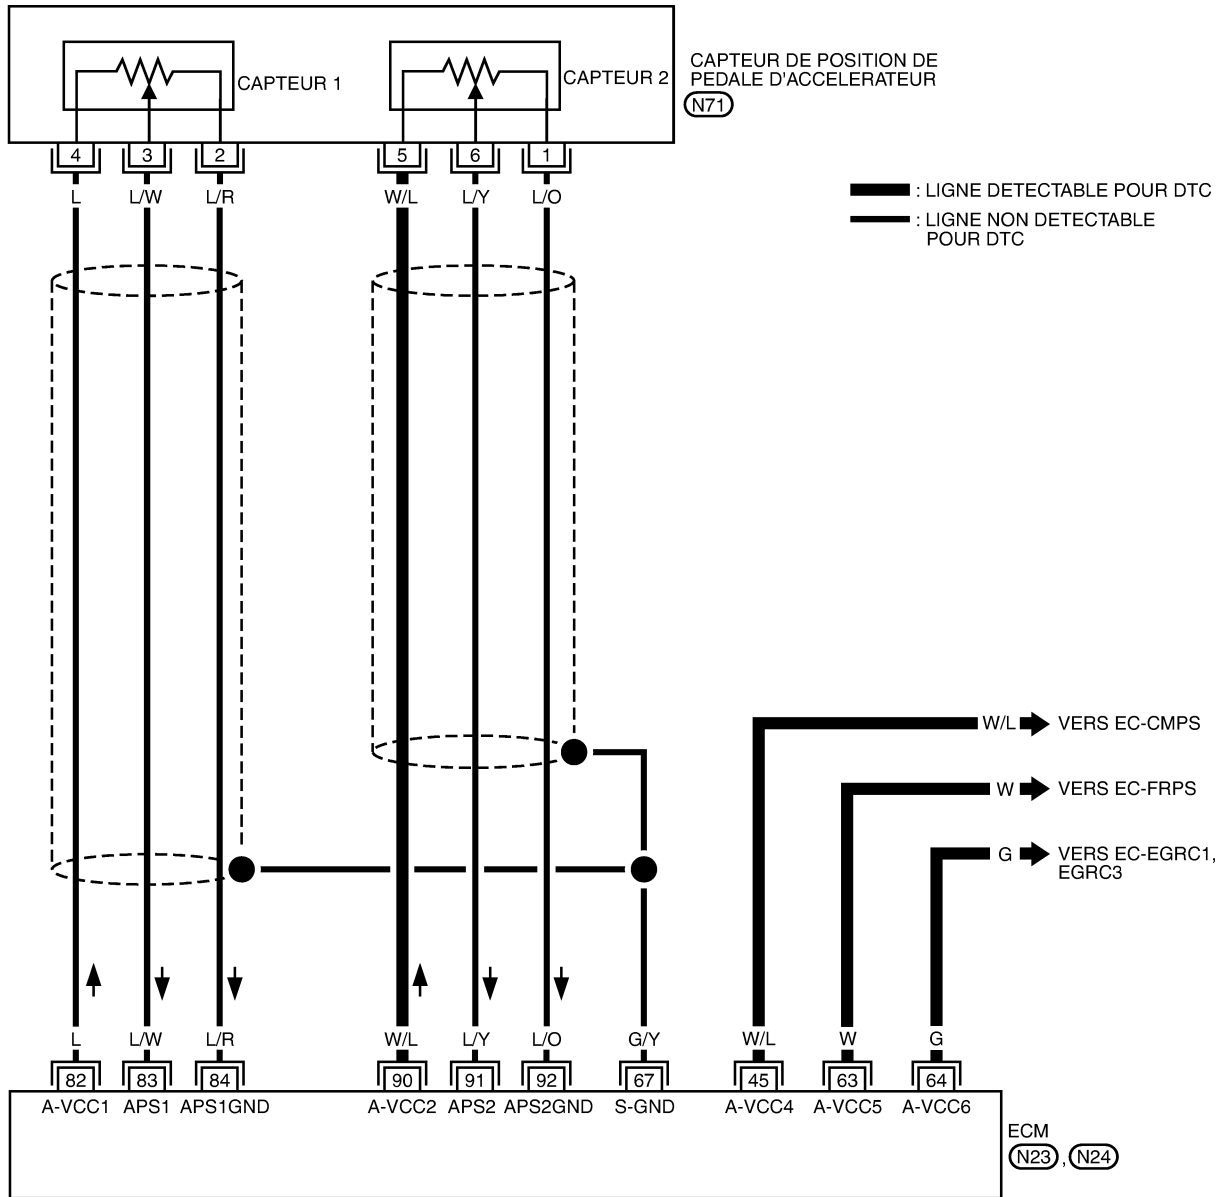 CAPTEUR 1
CAPTEUR 2
CAPTEUR DE POSITION DE
PEDALE D'ACCELERATEUR
N71
4 3 2 5 6 1
L L/W L/R W/L L/Y L/O
: LIGNE DETECTABLE POUR DTC
: LIGNE NON DETECTABLE
POUR DTC
W/L VERS EC-CMPS
W VERS EC-FRPS
G VERS EC-EGRC1,
EGRC3
L L/W L/R W/L L/Y L/O G/Y W/L W G
82 83 84 90 91 92 67 45 63 64
A-VCC1 APS1 APS1GND A-VCC2 APS2 APS2GND S-GND A-VCC4 A-VCC5 A-VCC6
ECM
N23 , N24